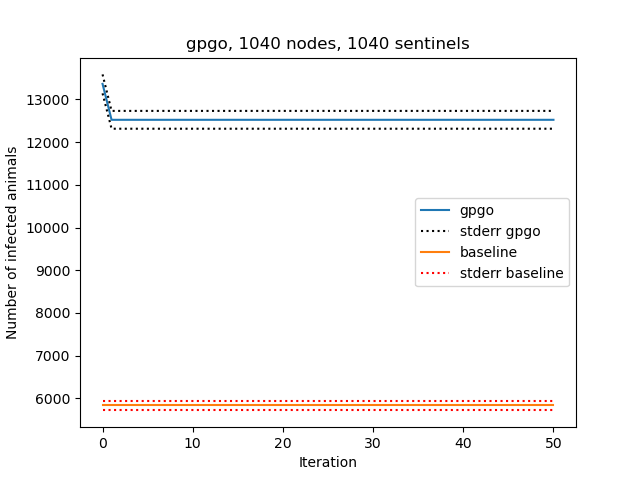 gpgo, 1040 nodes, 1040 sentinels
Number of infected animals
13000
12000
11000
10000
9000
8000
7000
6000
gpgo
stderr gpgo
baseline
stderr baseline
0 10 20 30 40 50
Iteration